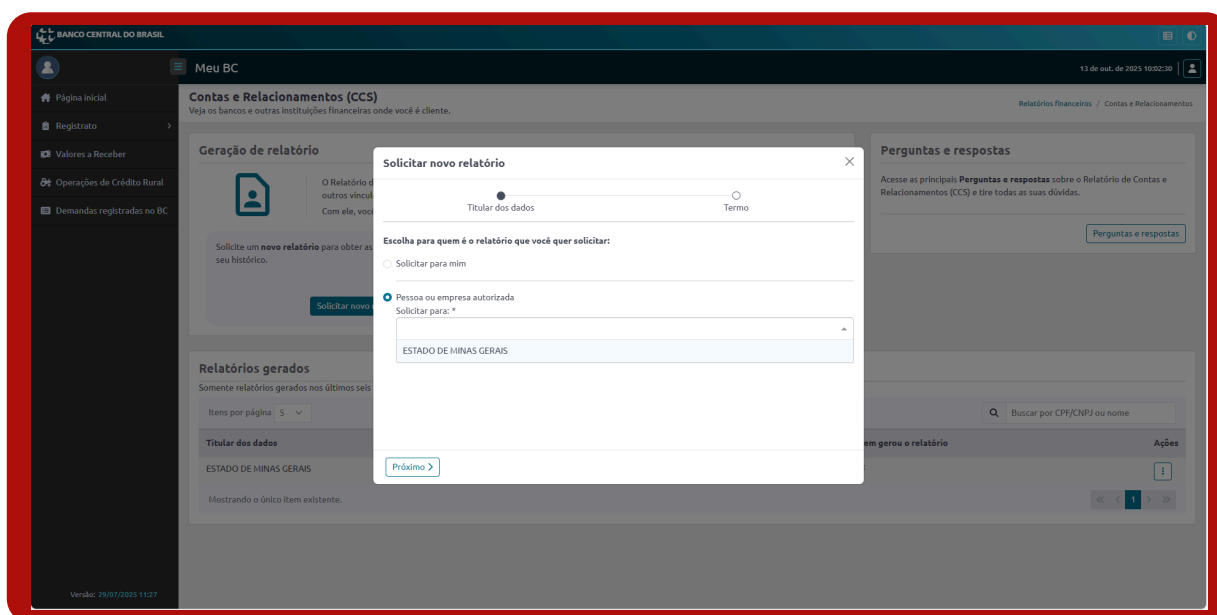 BANCO CENTRAL DO BRASIL
Meu BC
13 de out. de 2025 10:02:30
Página inicial
Registrato
Valores a Receber
Operações de Crédito Rural
Demandas registradas no BC
Versão: 29/07/2025 11:27
Contas e Relacionamentos (CCS)
Veja os bancos e outras instituições financeiras onde você é cliente.
Relatórios financeiros / Contas e Relacionamentos
Geração de relatório
O Relatório d
outros víncul
Com ele, você
Solicite um novo relatório para obter as
seu histórico.
Solicitar novo
Solicitar novo relatório
Titular dos dados
Termo
Escolha para quem é o relatório que você quer solicitar:
Solicitar para mim
Pessoa ou empresa autorizada
Solicitar para: *
ESTADO DE MINAS GERAIS
Próximo
Perguntas e respostas
Acesse as principais Perguntas e respostas sobre o Relatório de Contas e
Relacionamentos (CCS) e tire todas as suas dúvidas.
Perguntas e respostas
Relatórios gerados
Somente relatórios gerados nos últimos seis
Itens por página 5
Buscar por CPF/CNPJ ou nome
Titular dos dados
em gerou o relatório
Ações
ESTADO DE MINAS GERAIS
Mostrando o único item existente.
1